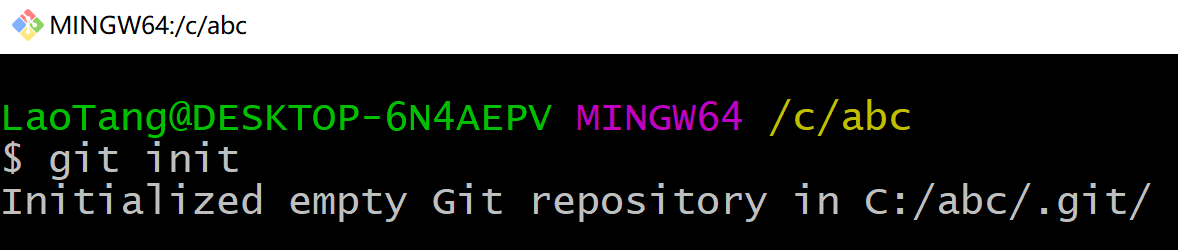 MINGW64:/c/abc
LaoTang@DESKTOP-6N4AEPV MINGW64 /c/abc
$ git init
Initialized empty Git repository in C:/abc/.git/